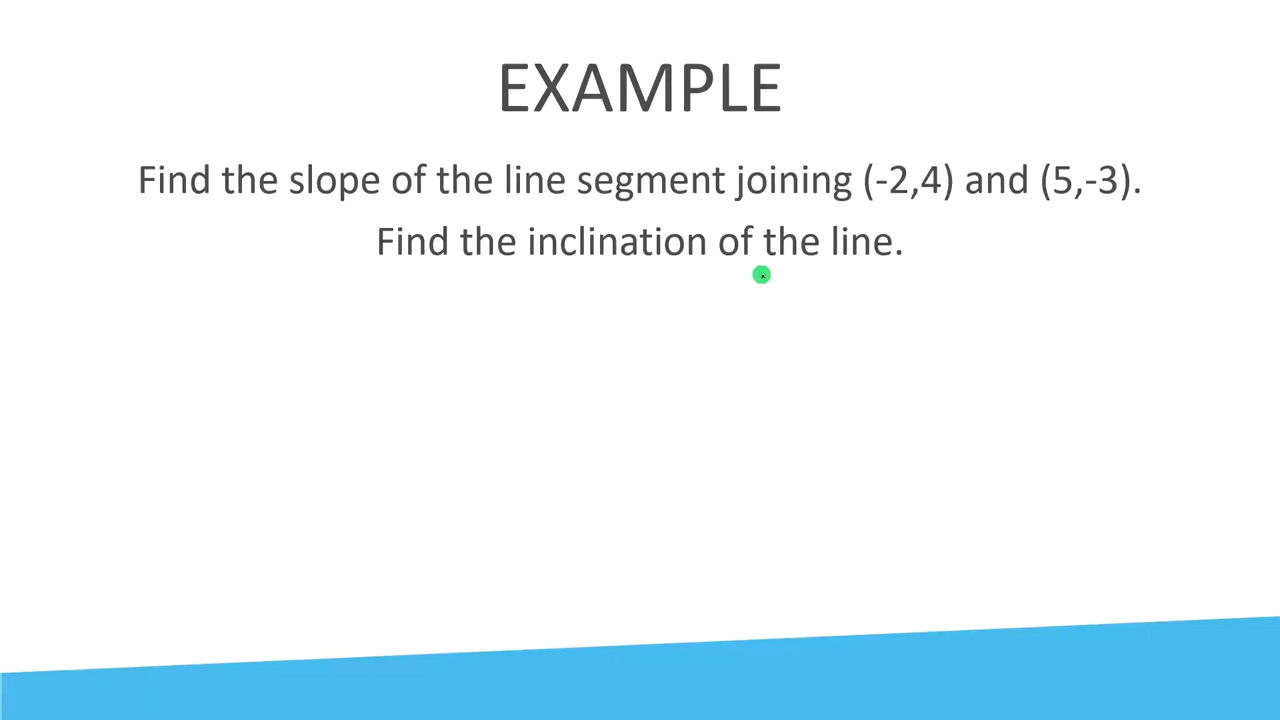 EXAMPLE
Find the slope of the line segment joining (-2,4) and (5,-3).
Find the inclination of the line.